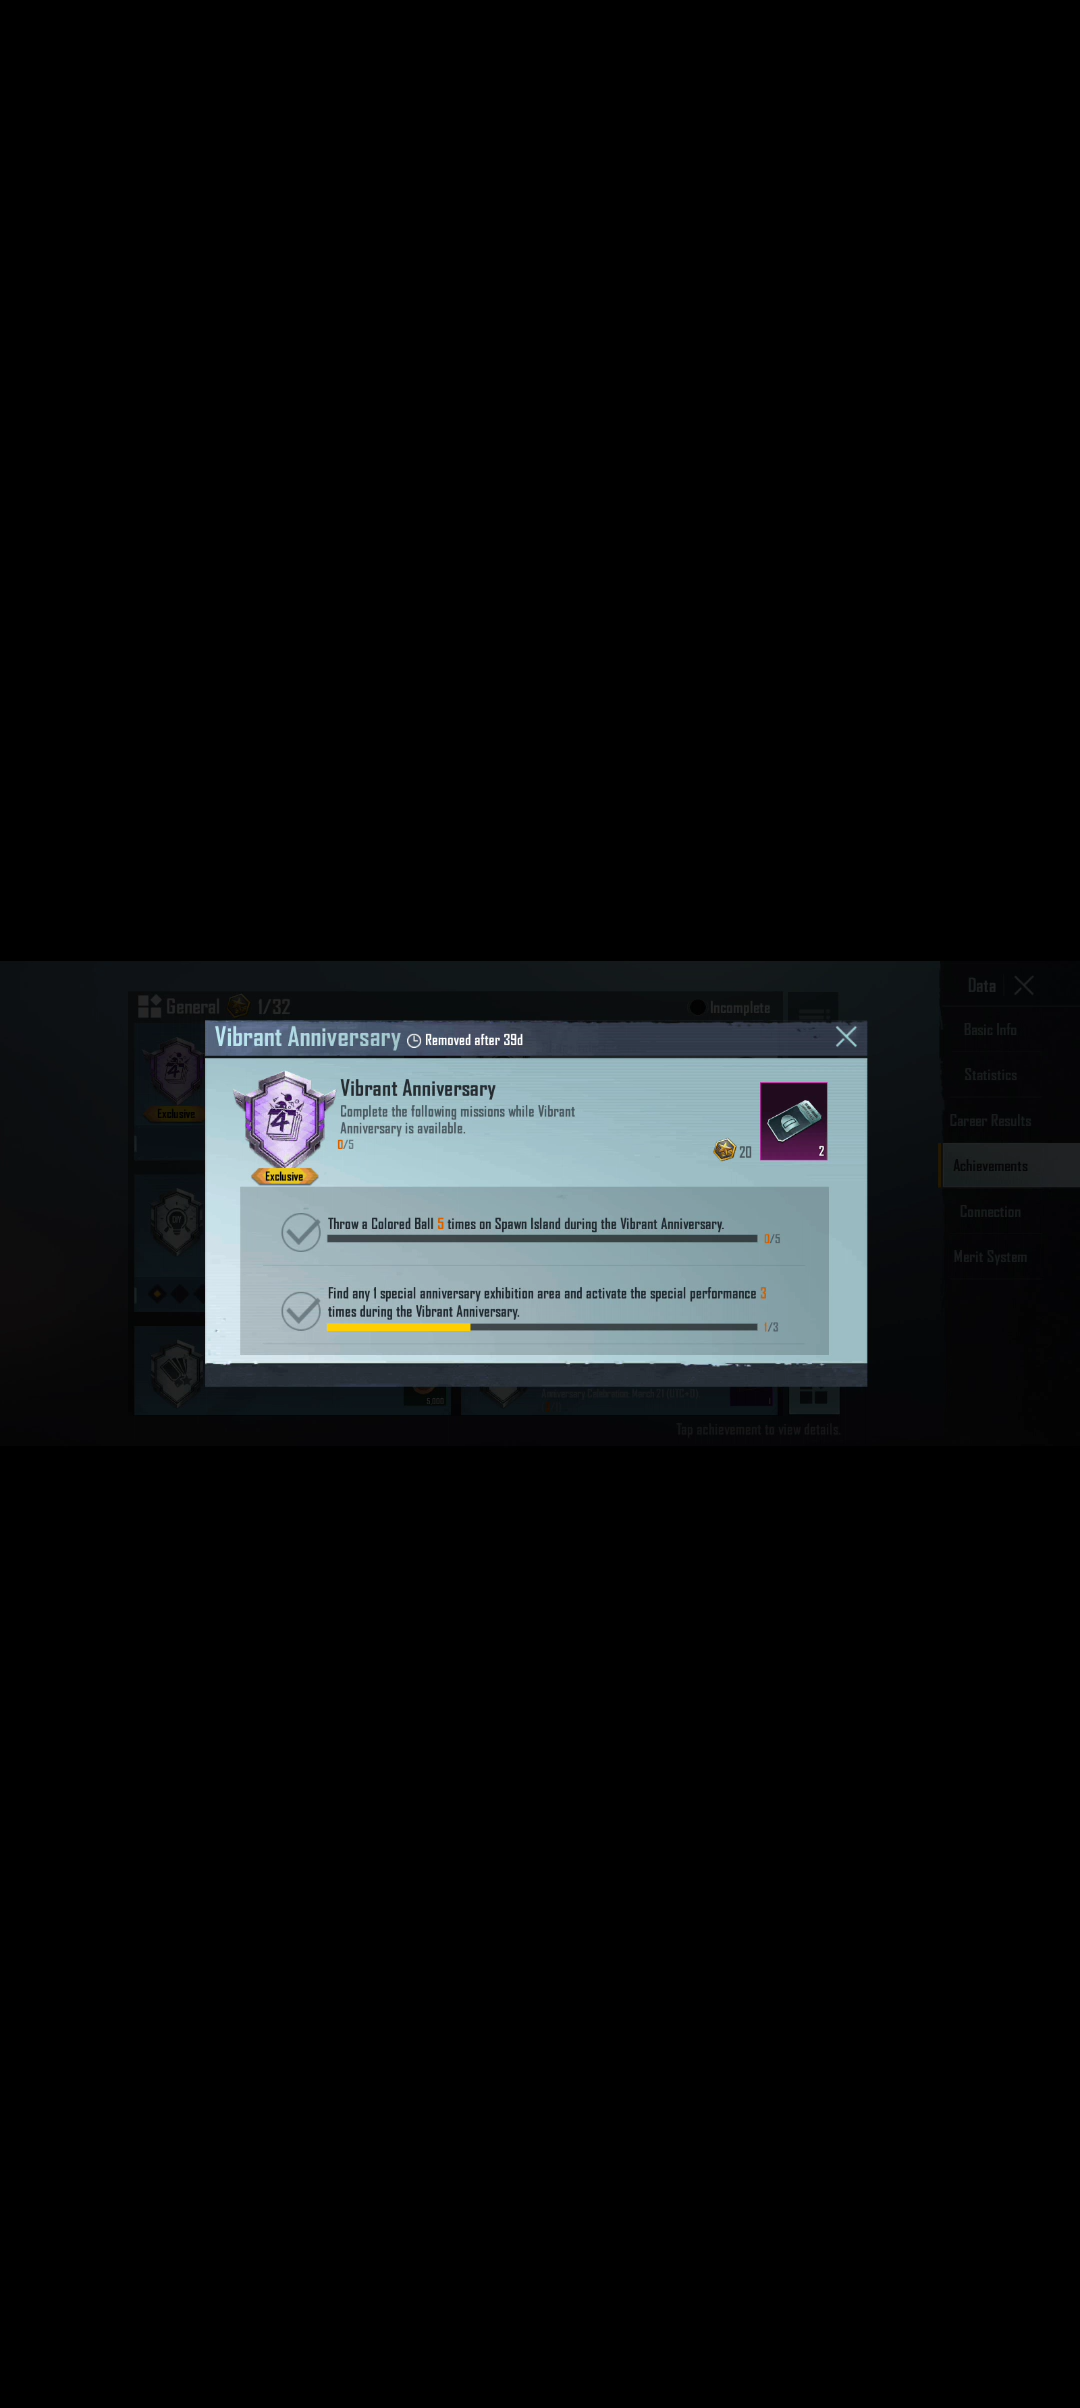 Data
General 1/32
Incomplete
Vibrant Anniversary Removed after 39d
Basic Info
Statistics
Career Results
Achievements
Connection
Merit System
Exclusive
Vibrant Anniversary
Complete the following missions while Vibrant
Anniversary is available.
0/5
20
2
Exclusive
Throw a Colored Ball 5 times on Spawn Island during the Vibrant Anniversary.
0/5
Find any 1 special anniversary exhibition area and activate the special performance 3
times during the Vibrant Anniversary.
1/3
5,000
Tap achievement to view details